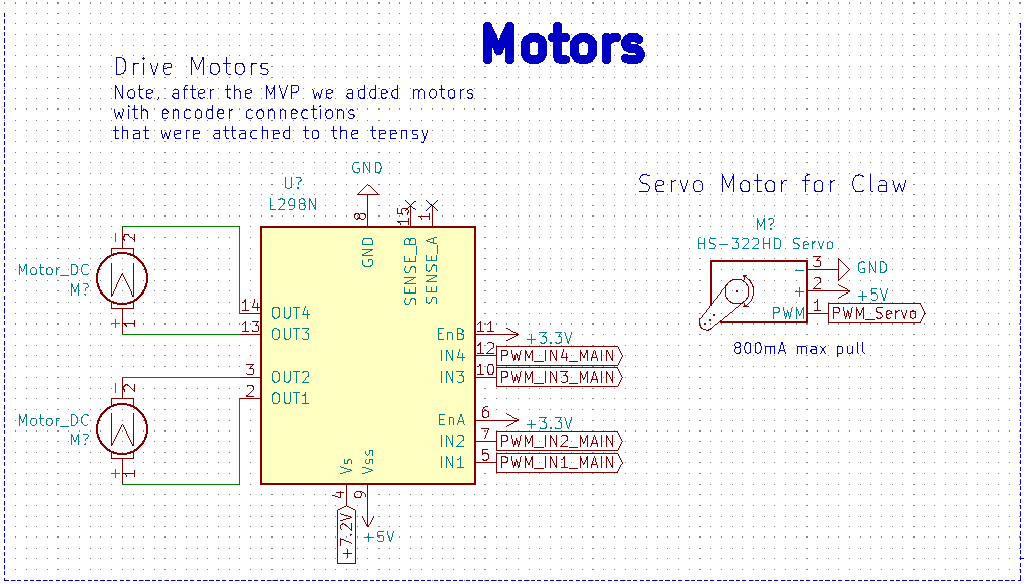 Motors
Drive Motors
Note, after the MVP we added motors
with encoder connections
that were attached to the teensy
GND
U?
L298N
8
15
1
GND
SENSE_B
SENSE_A
Motor_DC
M?
-
2
+
1
14
OUT4
13
OUT3
3
OUT2
2
OUT1
Motor_DC
M?
-
2
+
1
EnB
11
+3.3V
IN4
12
PWM_IN4_MAIN
IN3
10
PWM_IN3_MAIN
EnA
6
+3.3V
IN2
7
PWM_IN2_MAIN
IN1
5
PWM_IN1_MAIN
Vs
Vss
4
9
+7.2V
+5V
Servo Motor for Claw
M?
HS-322HD Servo
-
3
GND
+
2
+5V
PWM
1
PWM_Servo
800mA max pull